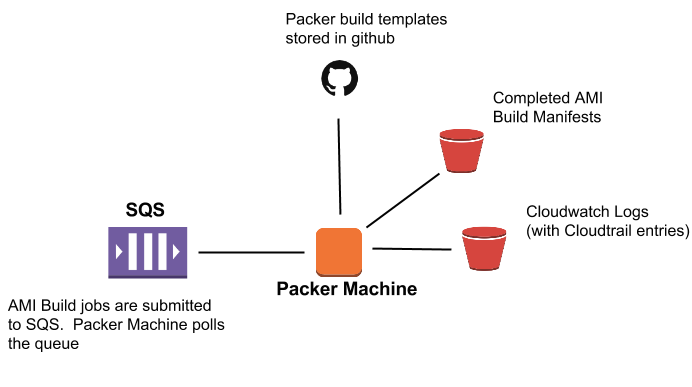 Packer build templates
stored in github
Completed AMI
Build Manifests
SQS
Cloudwatch Logs
(with Cloudtrail entries)
Packer Machine
AMI Build jobs are submitted
to SQS.  Packer Machine polls
the queue